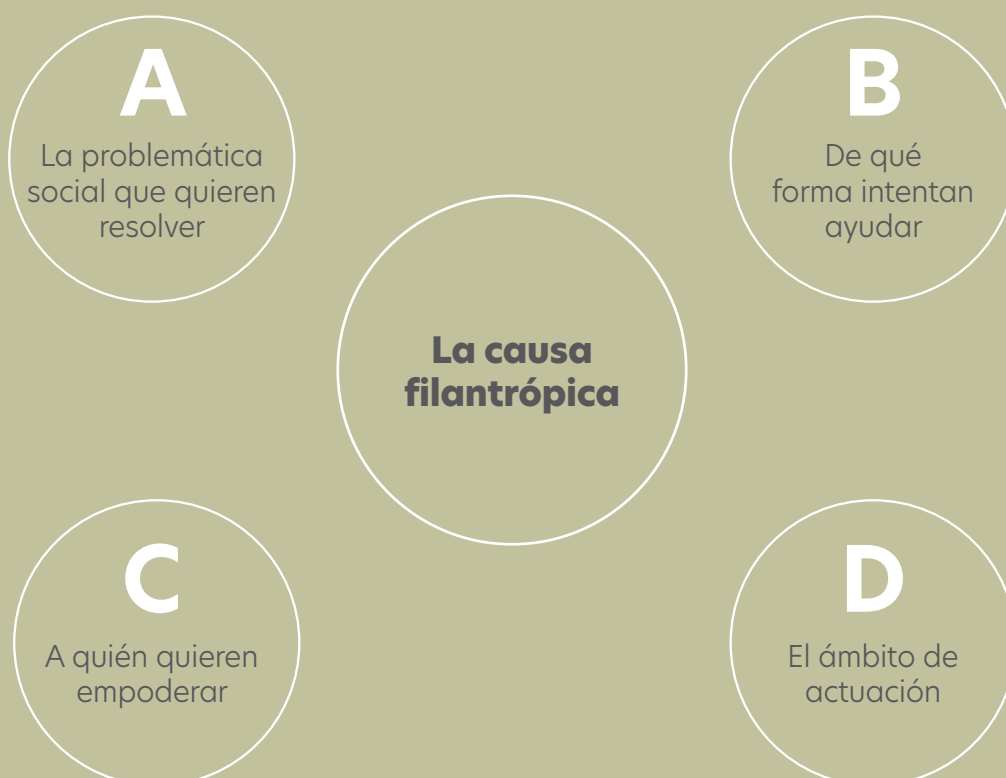 A
La problemática
social que quieren
resolver
B
De qué
forma intentan
ayudar
La causa
filantrópica
C
A quién quieren
empoderar
D
El ámbito de
actuación